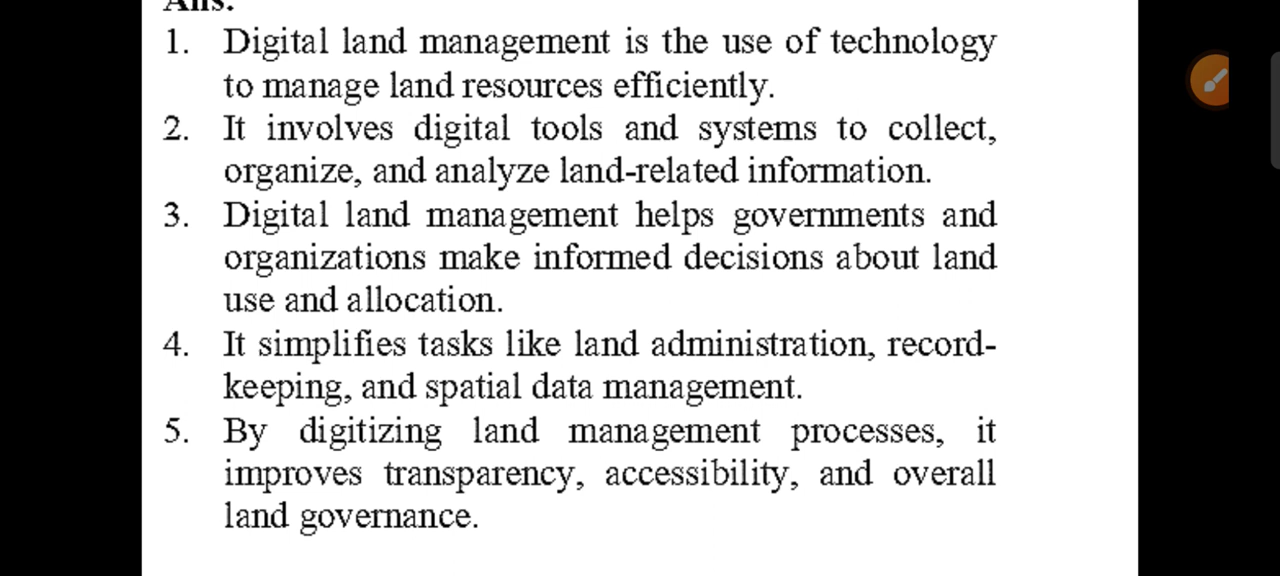 Ans.
1. Digital land management is the use of technology
to manage land resources efficiently.
2. It involves digital tools and systems to collect,
organize, and analyze land-related information.
3. Digital land management helps governments and
organizations make informed decisions about land
use and allocation.
4. It simplifies tasks like land administration, record-
keeping, and spatial data management.
5. By digitizing land management processes, it
improves transparency, accessibility, and overall
land governance.